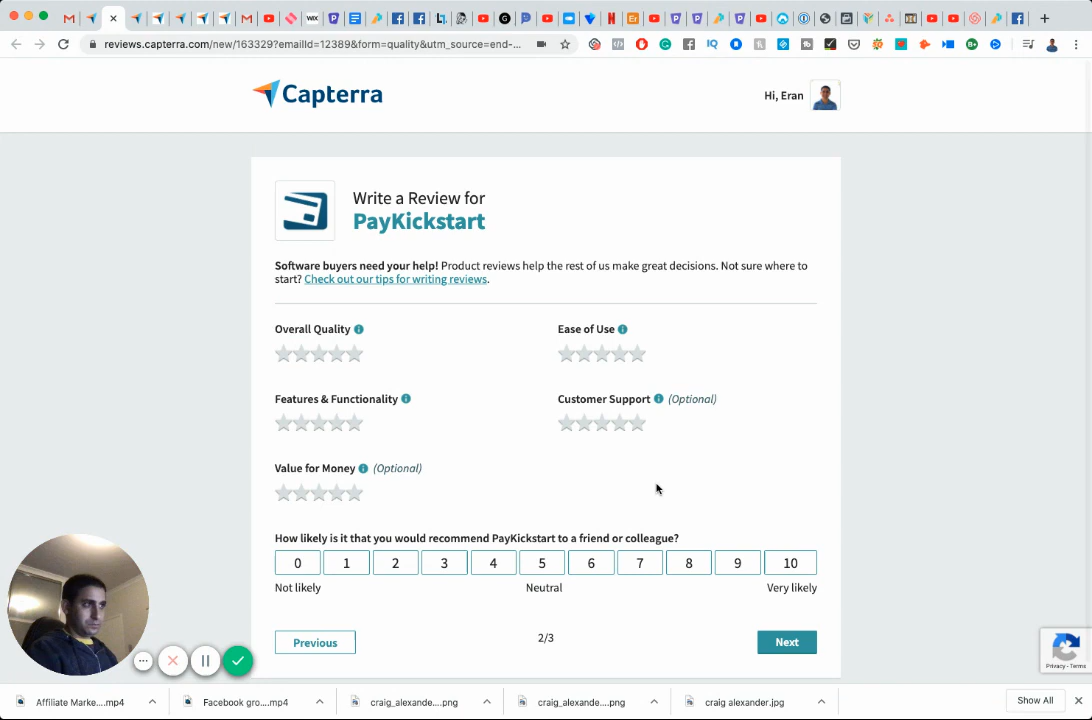 reviews.capterra.com/new/163329?emailId=12389&form=quality&utm_source=end-...
Capterra
Hi, Eran
Write a Review for
PayKickstart
Software buyers need your help! Product reviews help the rest of us make great decisions. Not sure where to
start? Check out our tips for writing reviews.
Overall Quality
Ease of Use
Features & Functionality
Customer Support (Optional)
Value for Money (Optional)
How likely is it that you would recommend PayKickstart to a friend or colleague?
0 1 2 3 4 5 6 7 8 9 10
Not likely Neutral Very likely
Previous 2/3 Next
Privacy - Terms
Affiliate Marke....mp4 Facebook gro....mp4 craig_alexande....png craig_alexande....png craig alexander.jpg Show All